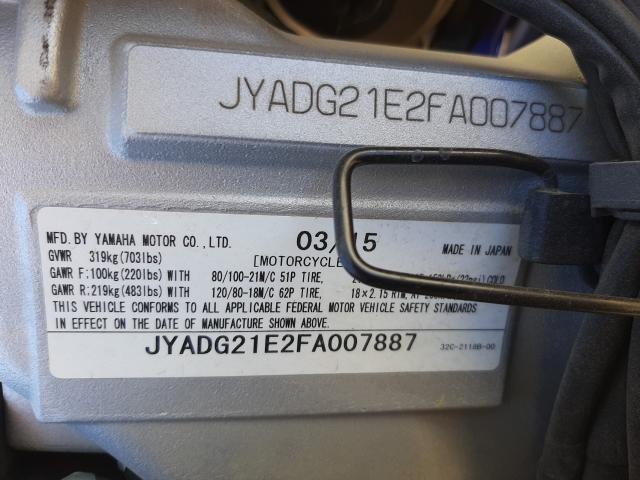 JYADG21E2FA007887
MFD. BY YAMAHA MOTOR CO., LTD. 03/15 MADE IN JAPAN
GVWR 319kg (703lbs) [MOTORCYCLE
GAWR F: 100kg (220lbs) WITH 80/100-21M/C 51P TIRE, COLD
GAWR R: 219kg (483lbs) WITH 120/80-18M/C 62P TIRE, 18×2.15 RIM, AT
THIS VEHICLE CONFORMS TO ALL APPLICABLE FEDERAL MOTOR VEHICLE SAFETY STANDARDS
IN EFFECT ON THE DATE OF MANUFACTURE SHOWN ABOVE.
JYADG21E2FA007887 32C-2118B-00